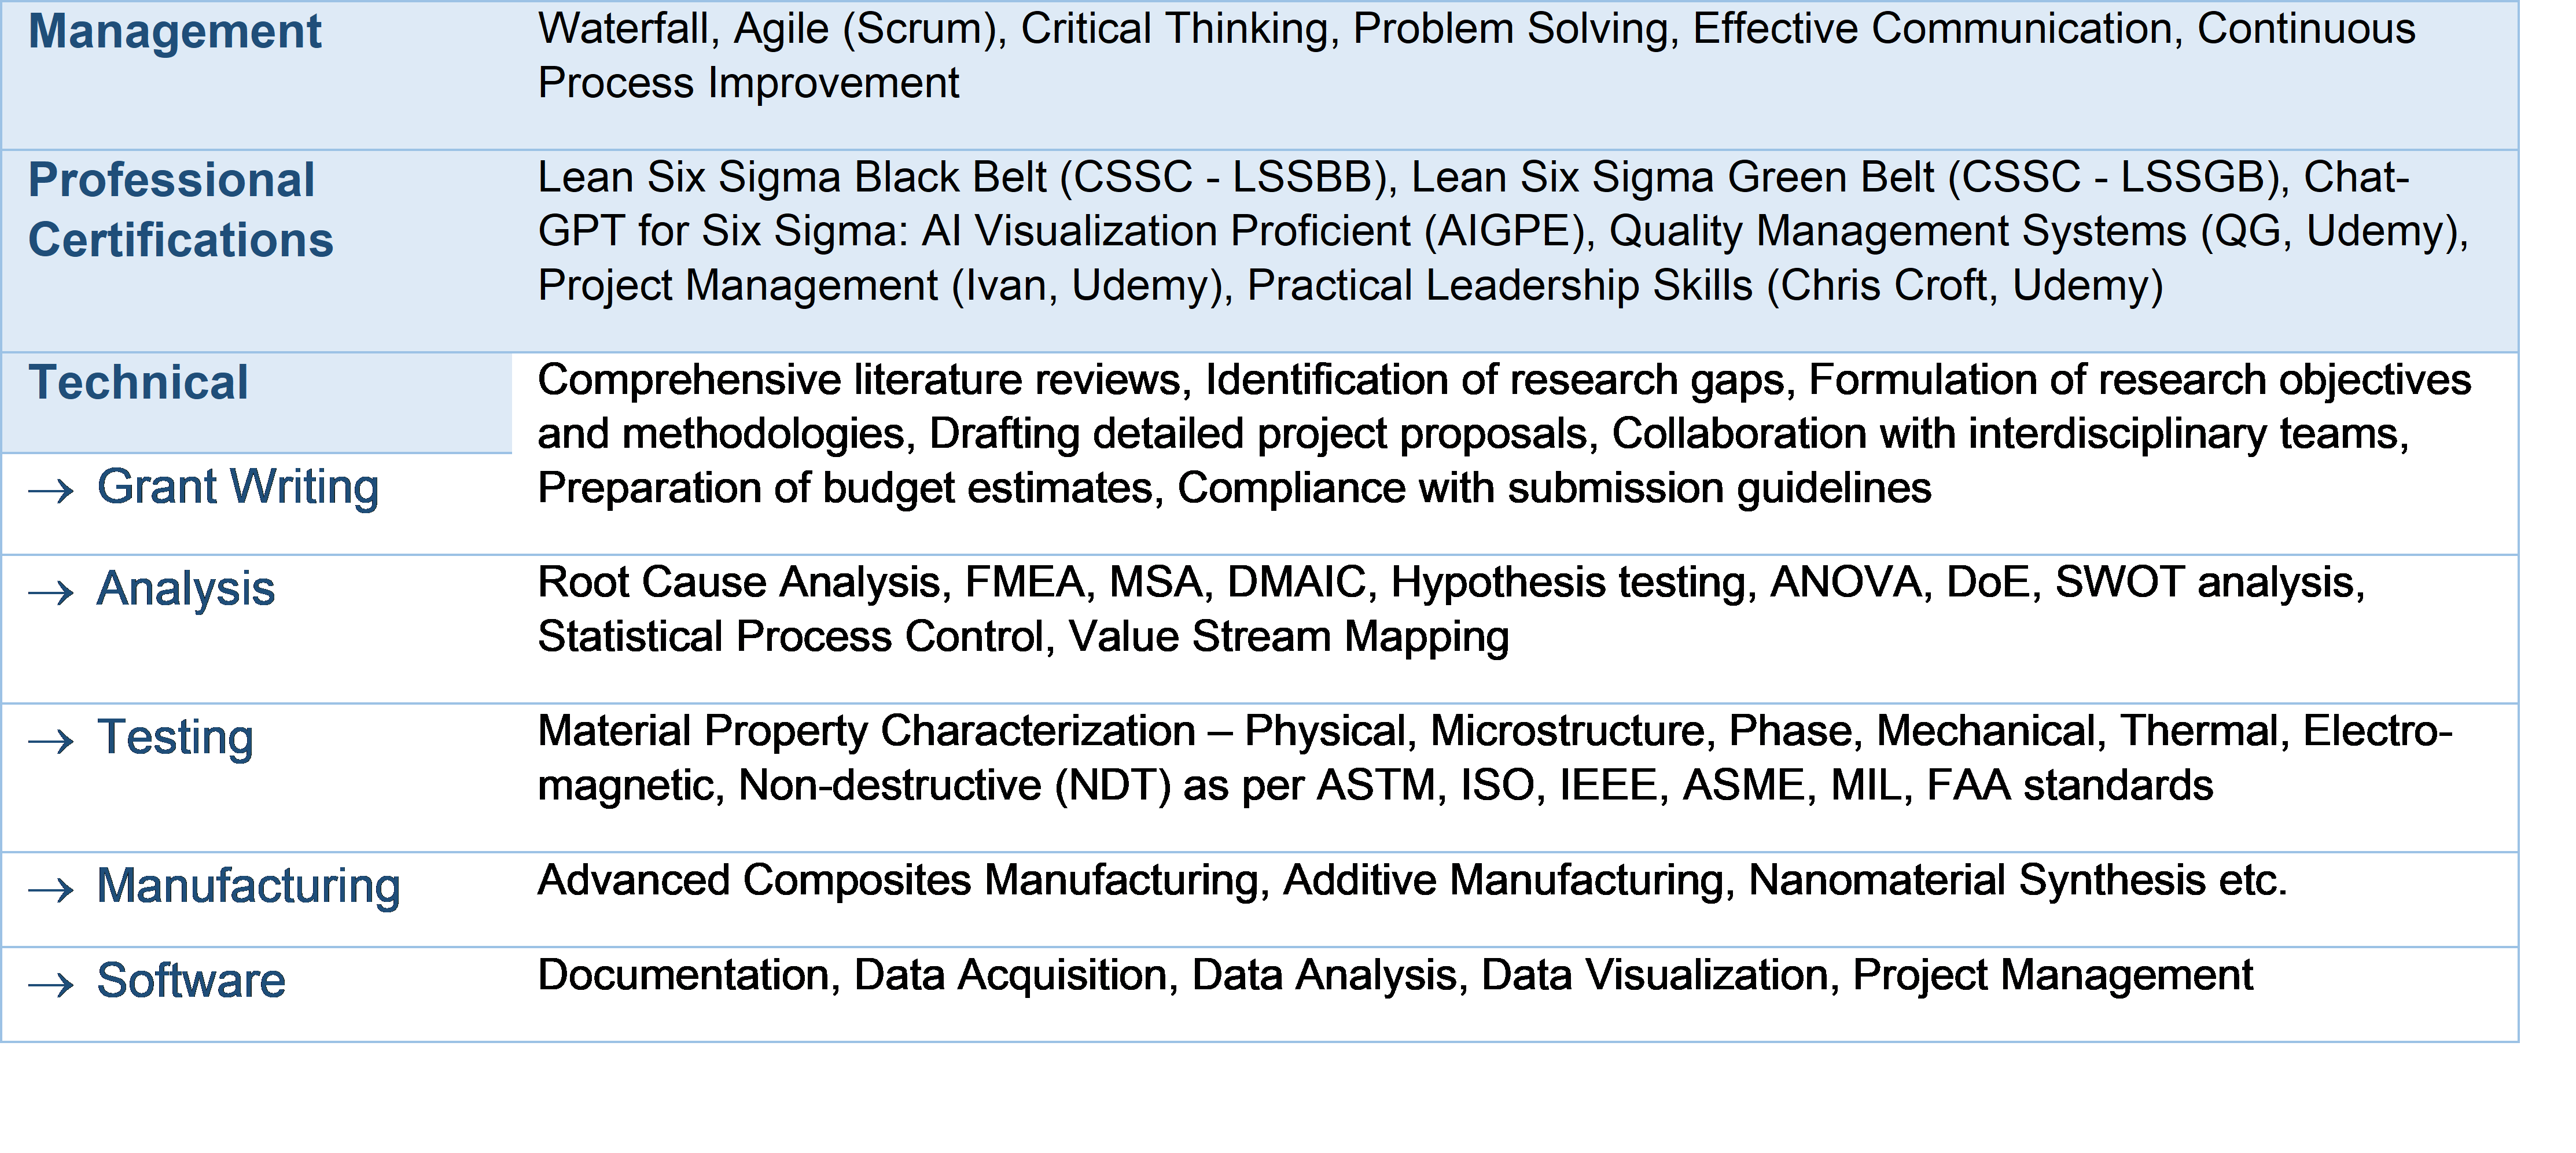 Management
Waterfall, Agile (Scrum), Critical Thinking, Problem Solving, Effective Communication, Continuous
Process Improvement
Professional
Certifications
Lean Six Sigma Black Belt (CSSC - LSSBB), Lean Six Sigma Green Belt (CSSC - LSSGB), Chat-
GPT for Six Sigma: AI Visualization Proficient (AIGPE), Quality Management Systems (QG, Udemy),
Project Management (Ivan, Udemy), Practical Leadership Skills (Chris Croft, Udemy)
Technical
→ Grant Writing
Comprehensive literature reviews, Identification of research gaps, Formulation of research objectives
and methodologies, Drafting detailed project proposals, Collaboration with interdisciplinary teams,
Preparation of budget estimates, Compliance with submission guidelines
→ Analysis
Root Cause Analysis, FMEA, MSA, DMAIC, Hypothesis testing, ANOVA, DoE, SWOT analysis,
Statistical Process Control, Value Stream Mapping
→ Testing
Material Property Characterization – Physical, Microstructure, Phase, Mechanical, Thermal, Electro-
magnetic, Non-destructive (NDT) as per ASTM, ISO, IEEE, ASME, MIL, FAA standards
→ Manufacturing
Advanced Composites Manufacturing, Additive Manufacturing, Nanomaterial Synthesis etc.
→ Software
Documentation, Data Acquisition, Data Analysis, Data Visualization, Project Management